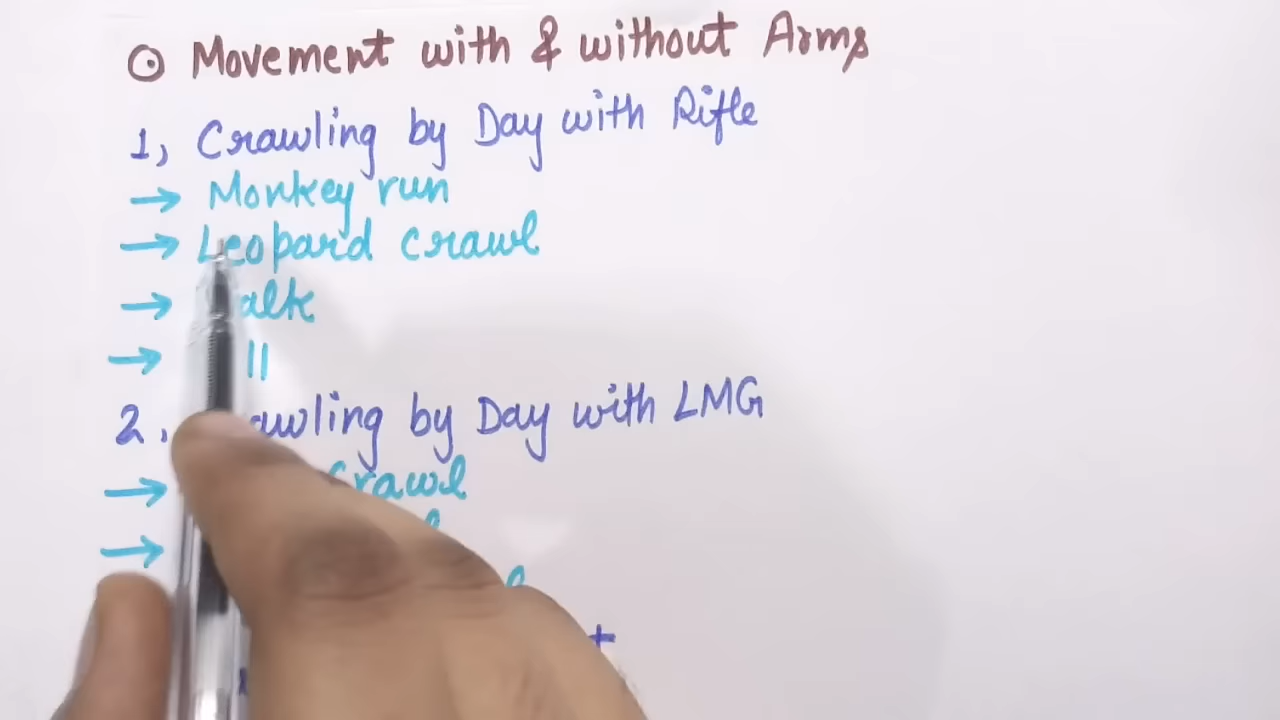 ⊙ Movement with & without Arms
1, Crawling by Day with Rifle
→ Monkey run
→ Leopard crawl
→
→
2, by Day with LMG
→ Crawl
→